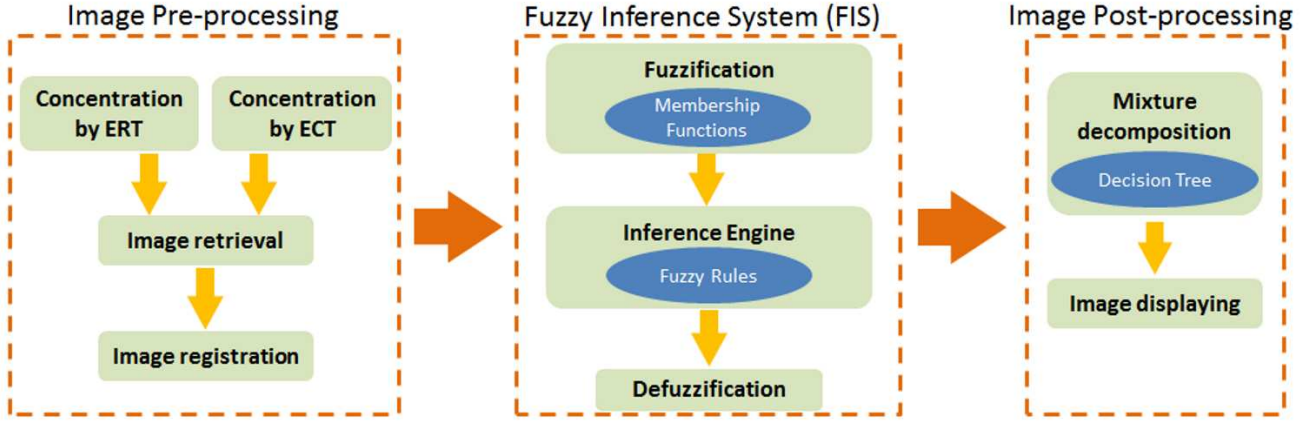 Image Pre-processing
Concentration
by ERT
Concentration
by ECT
Image retrieval
Image registration
Fuzzy Inference System (FIS)
Fuzzification
Membership
Functions
Inference Engine
Fuzzy Rules
Defuzzification
Image Post-processing
Mixture
decomposition
Decision Tree
Image displaying